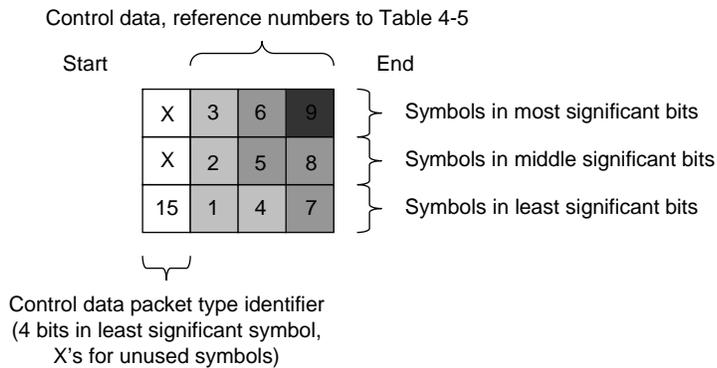 Control data, reference numbers to Table 4-5
Start
End
X 3 6 9
Symbols in most significant bits
X 2 5 8
Symbols in middle significant bits
15 1 4 7
Symbols in least significant bits
Control data packet type identifier
(4 bits in least significant symbol,
X's for unused symbols)